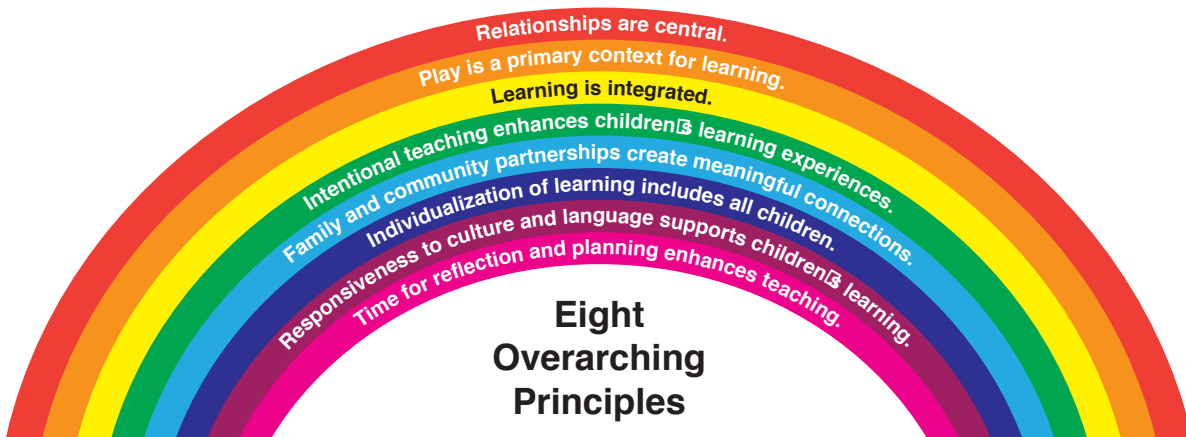 Relationships are central.
Play is a primary context for learning.
Learning is integrated.
Intentional teaching enhances children�s learning experiences.
Family and community partnerships create meaningful connections.
Individualization of learning includes all children.
Responsiveness to culture and language supports children�s learning.
Time for reflection and planning enhances teaching.
Eight
Overarching
Principles